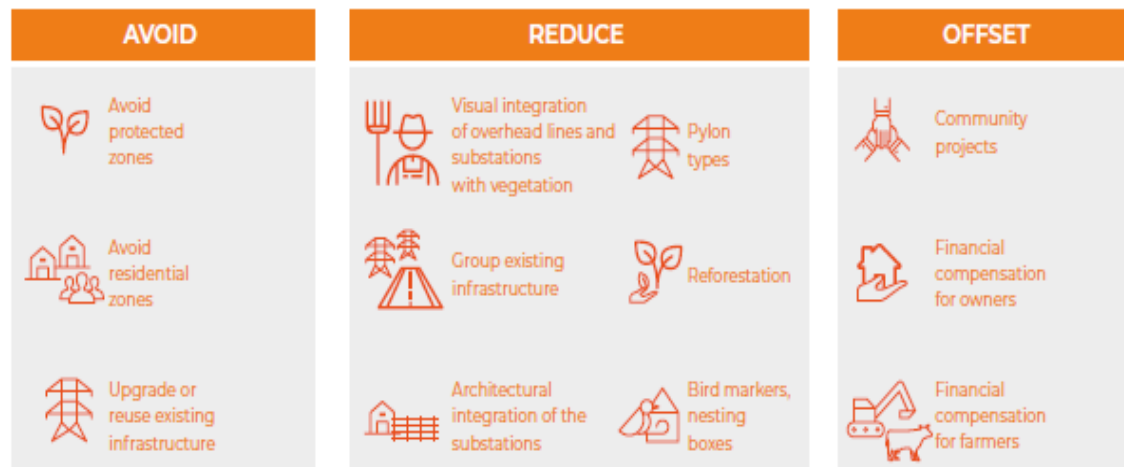 AVOID
Avoid
protected
zones
Avoid
residential
zones
Upgrade or
reuse existing
infrastructure
REDUCE
Visual integration
of overhead lines and
substations
with vegetation
Pylon
types
Group existing
infrastructure
Reforestation
Architectural
integration of the
substations
Bird markers,
nesting
boxes
OFFSET
Community
projects
Financial
compensation
for owners
Financial
compensation
for farmers